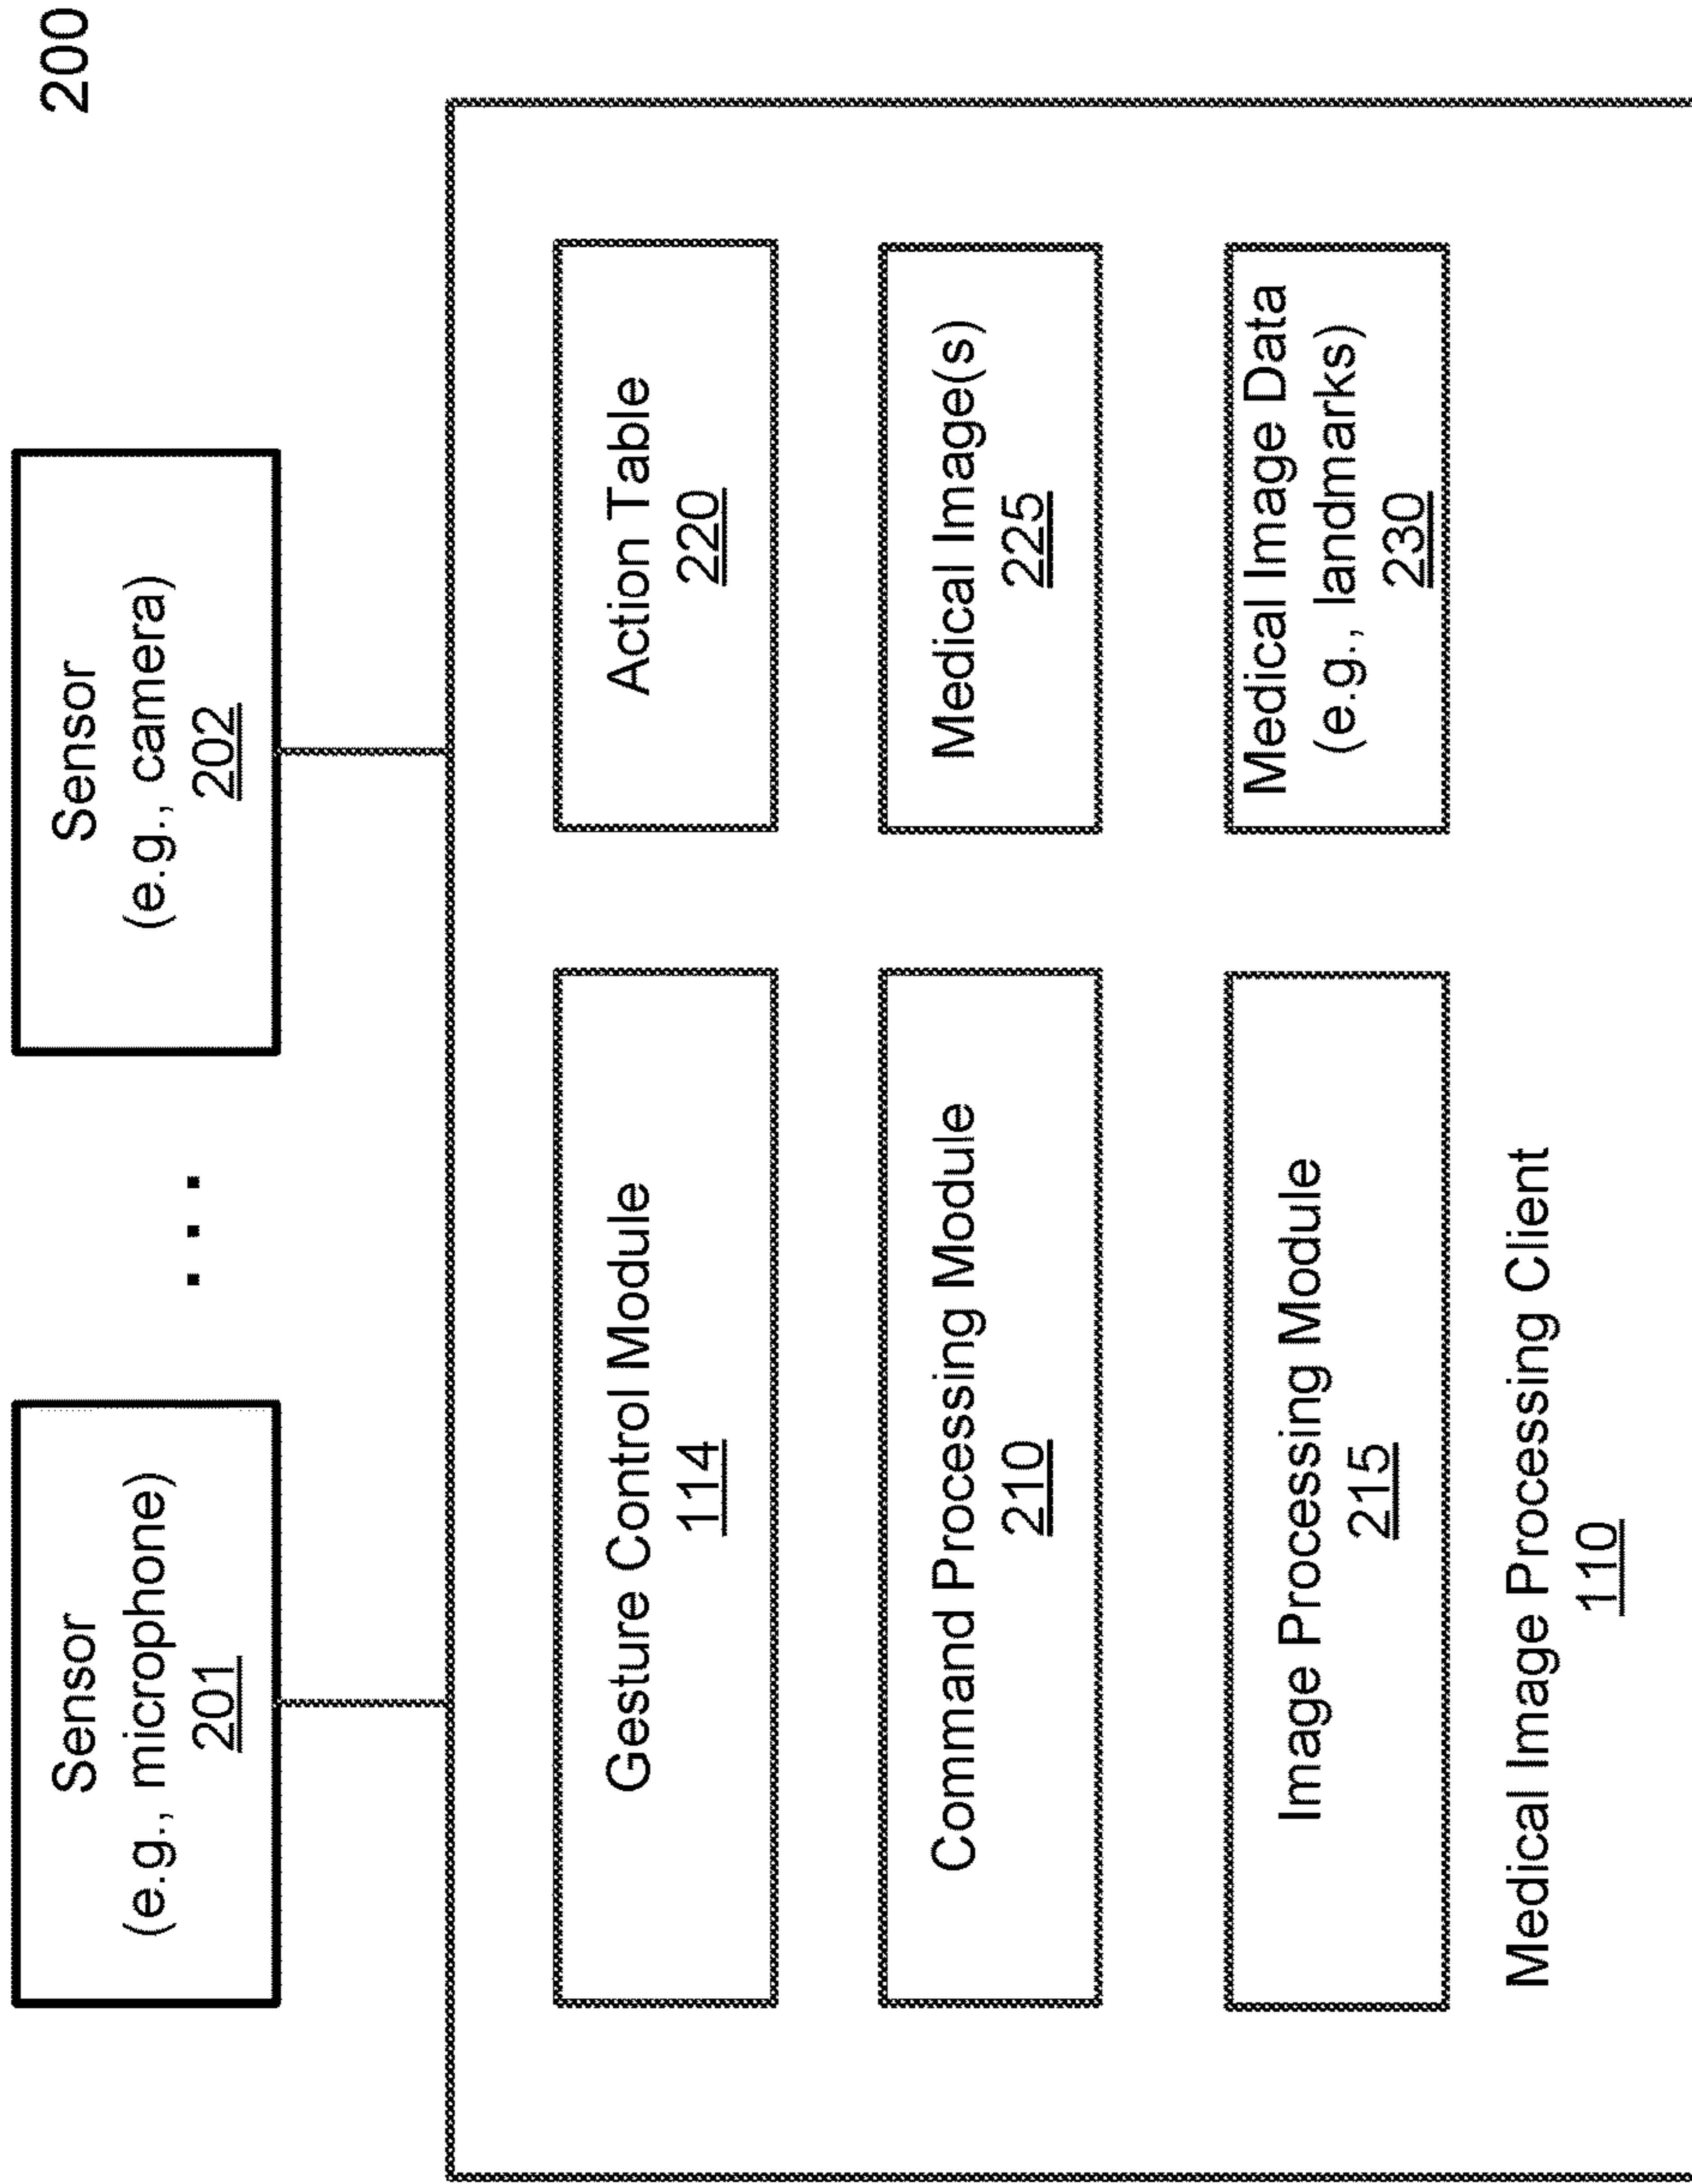 200
Sensor
(e.g., microphone)
201
. . .
Sensor
(e.g., camera)
202
Gesture Control Module
114
Action Table
220
Command Processing Module
210
Medical Image(s)
225
Image Processing Module
215
Medical Image Data
(e.g., landmarks)
230
Medical Image Processing Client
110